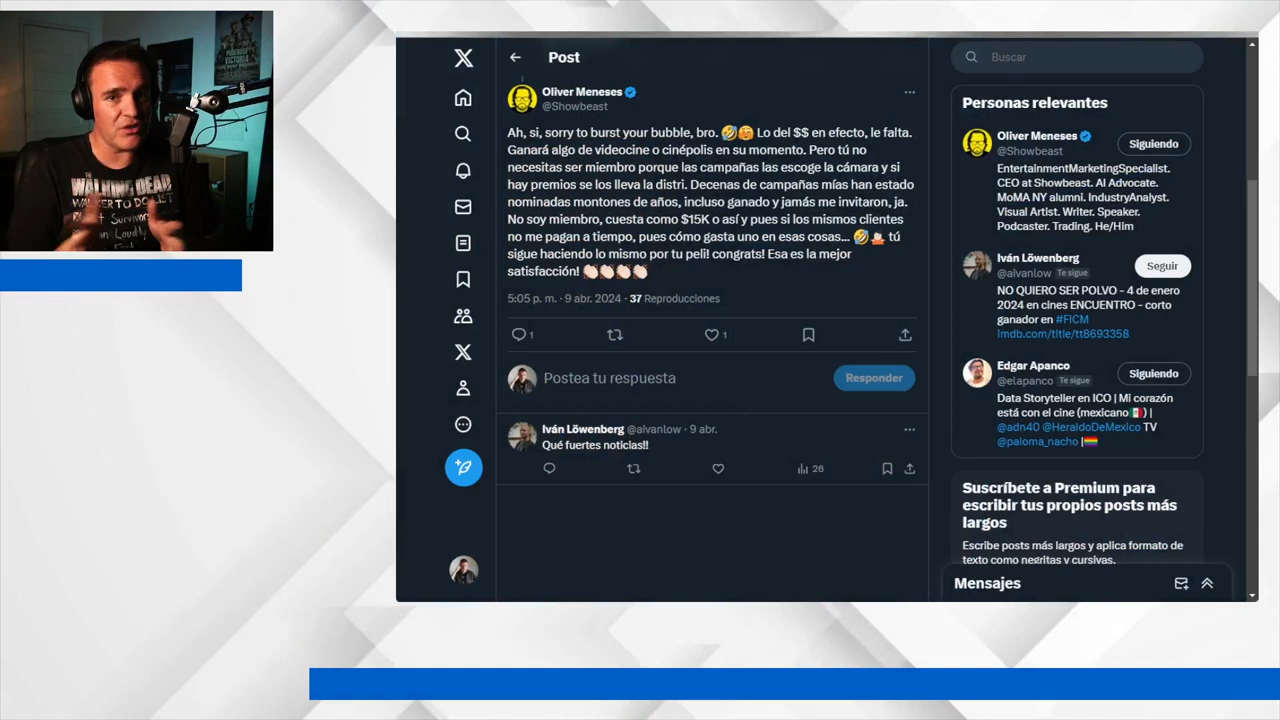 THE
WALKING DEAD
Post
Oliver Meneses
@Showbeast
Ah, si, sorry to burst your bubble, bro. 🤣🫣 Lo del $$ en efecto, le falta.
Ganará algo de videocine o cinépolis en su momento. Pero tú no
necesitas ser miembro porque las campañas las escoge la cámara y si
hay premios se los lleva la distri. Decenas de campañas mías han estado
nominadas montones de años, incluso ganado y jamás me invitaron, ja.
No soy miembro, cuesta como $15K o así y pues si los mismos clientes
no me pagan a tiempo, pues cómo gasta uno en esas cosas... 🤣🤷🏻 tú
sigue haciendo lo mismo por tu peli! congrats! Esa es la mejor
satisfacción! 👏🏻👏🏻👏🏻👏🏻
5:05 p. m. · 9 abr. 2024 · 37 Reproducciones
1
1
Postea tu respuesta
Responder
Iván Löwenberg @alvanlow · 9 abr.
Qué fuertes noticias!!
26
Buscar
Personas relevantes
Oliver Meneses
@Showbeast
Siguiendo
EntertainmentMarketingSpecialist.
CEO at Showbeast. AI Advocate.
MoMA NY alumni. IndustryAnalyst.
Visual Artist. Writer. Speaker.
Podcaster. Trading. He/Him
Iván Löwenberg
@alvanlow Te sigue
Seguir
NO QUIERO SER POLVO - 4 de enero
2024 en cines ENCUENTRO - corto
ganador en #FICM
imdb.com/title/tt8693358
Edgar Apanco
@elapanco Te sigue
Siguiendo
Data Storyteller en ICO | Mi corazón
está con el cine (mexicano🇲🇽) |
@adn40 @HeraldoDeMexico TV
@paloma_nacho |🏳️‍🌈
Suscríbete a Premium para
escribir tus propios posts más
largos
Escribe posts más largos y aplica formato de
texto como negritas y cursivas.
Mensajes